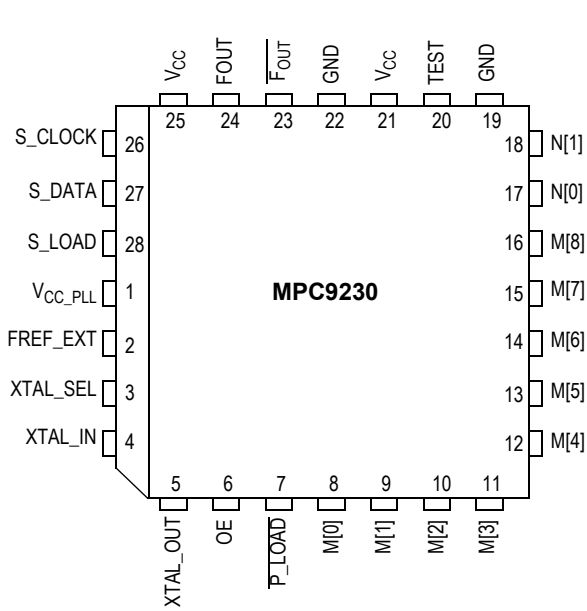 VCC FOUT FOUT GND VCC TEST GND
25 24 23 22 21 20 19
S_CLOCK 26 18 N[1]
S_DATA 27 17 N[0]
S_LOAD 28 16 M[8]
VCC_PLL 1 MPC9230 15 M[7]
FREF_EXT 2 14 M[6]
XTAL_SEL 3 13 M[5]
XTAL_IN 4 12 M[4]
5 6 7 8 9 10 11
XTAL_OUT OE P_LOAD M[0] M[1] M[2] M[3]